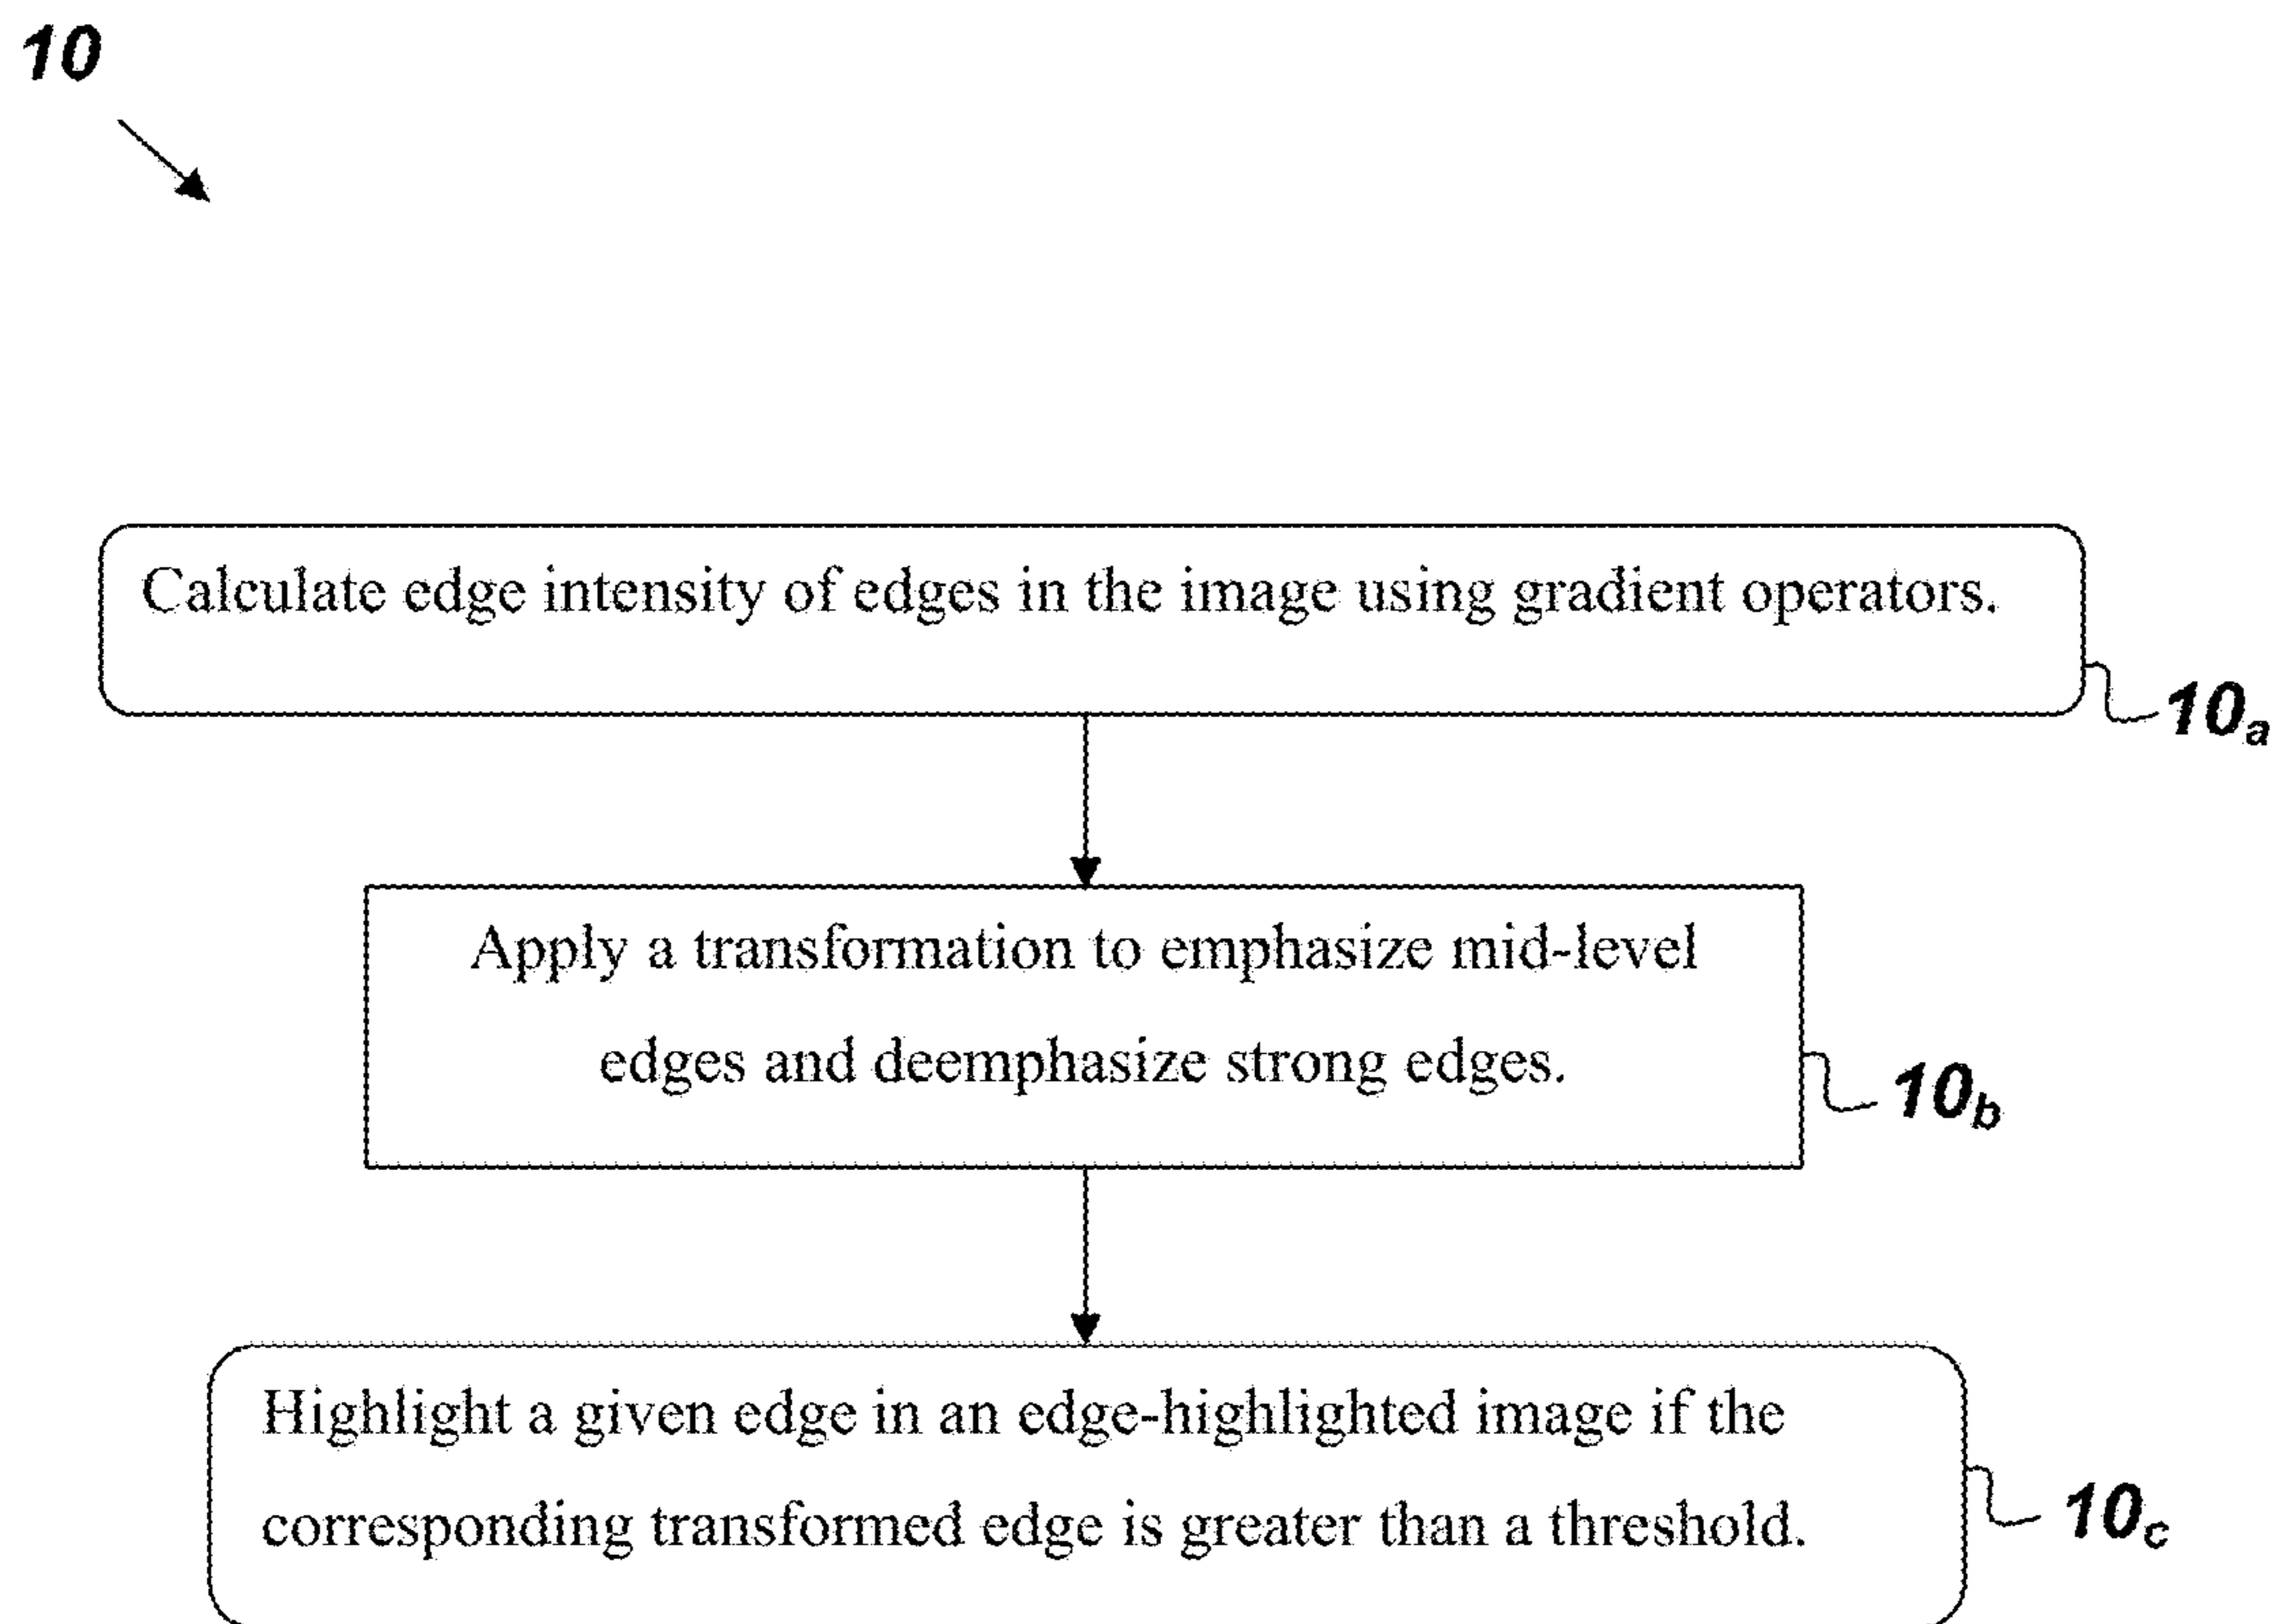 10
Calculate edge intensity of edges in the image using gradient operators.
10a
Apply a transformation to emphasize mid-level
edges and deemphasize strong edges.
10b
Highlight a given edge in an edge-highlighted image if the
corresponding transformed edge is greater than a threshold.
10c